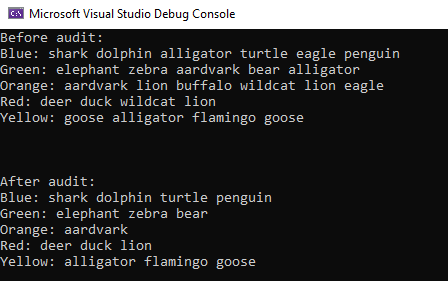 Microsoft Visual Studio Debug Console
Before audit:
Blue: shark dolphin alligator turtle eagle penguin
Green: elephant zebra aardvark bear alligator
Orange: aardvark lion buffalo wildcat lion eagle
Red: deer duck wildcat lion
Yellow: goose alligator flamingo goose
After audit:
Blue: shark dolphin turtle penguin
Green: elephant zebra bear
Orange: aardvark
Red: deer duck lion
Yellow: alligator flamingo goose